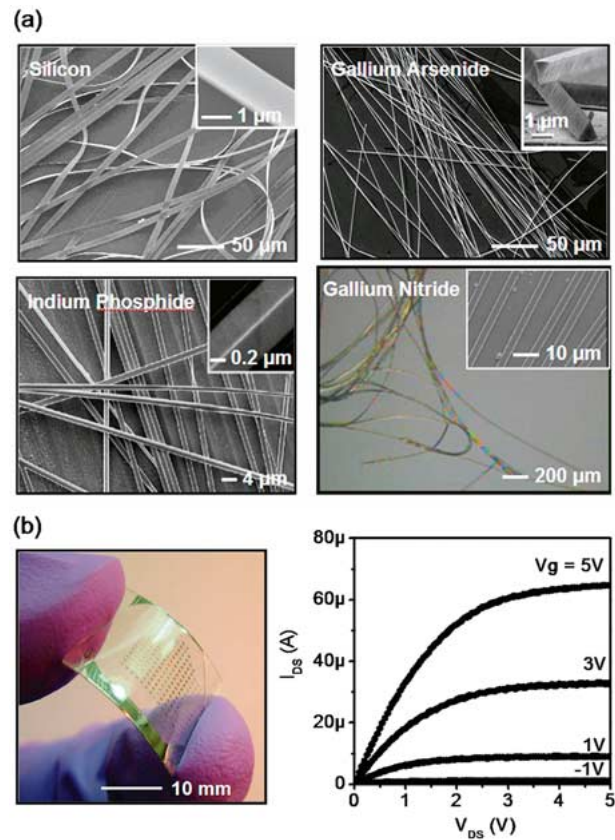 (a)
Silicon
1 µm
50 µm
Gallium Arsenide
1 µm
50 µm
Indium Phosphide
0.2 µm
4 µm
Gallium Nitride
10 µm
200 µm
(b)
10 mm
80µ
60µ
40µ
20µ
0
I_DS (A)
Vg = 5V
3V
1V
-1V
0 1 2 3 4 5
V_DS (V)